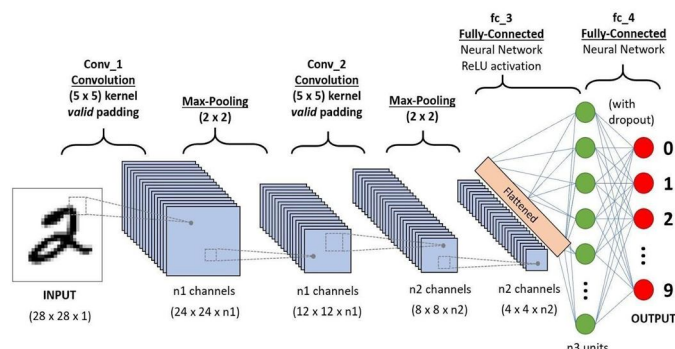 fc_3
Fully-Connected
Neural Network
ReLU activation
fc_4
Fully-Connected
Neural Network
Conv_1
Convolution
(5 x 5) kernel
valid padding
Max-Pooling
(2 x 2)
Conv_2
Convolution
(5 x 5) kernel
valid padding
Max-Pooling
(2 x 2)
(with
dropout)
Flattened
0
1
2
9
INPUT
(28 x 28 x 1)
n1 channels
(24 x 24 x n1)
n1 channels
(12 x 12 x n1)
n2 channels
(8 x 8 x n2)
n2 channels
(4 x 4 x n2)
OUTPUT
n3 units